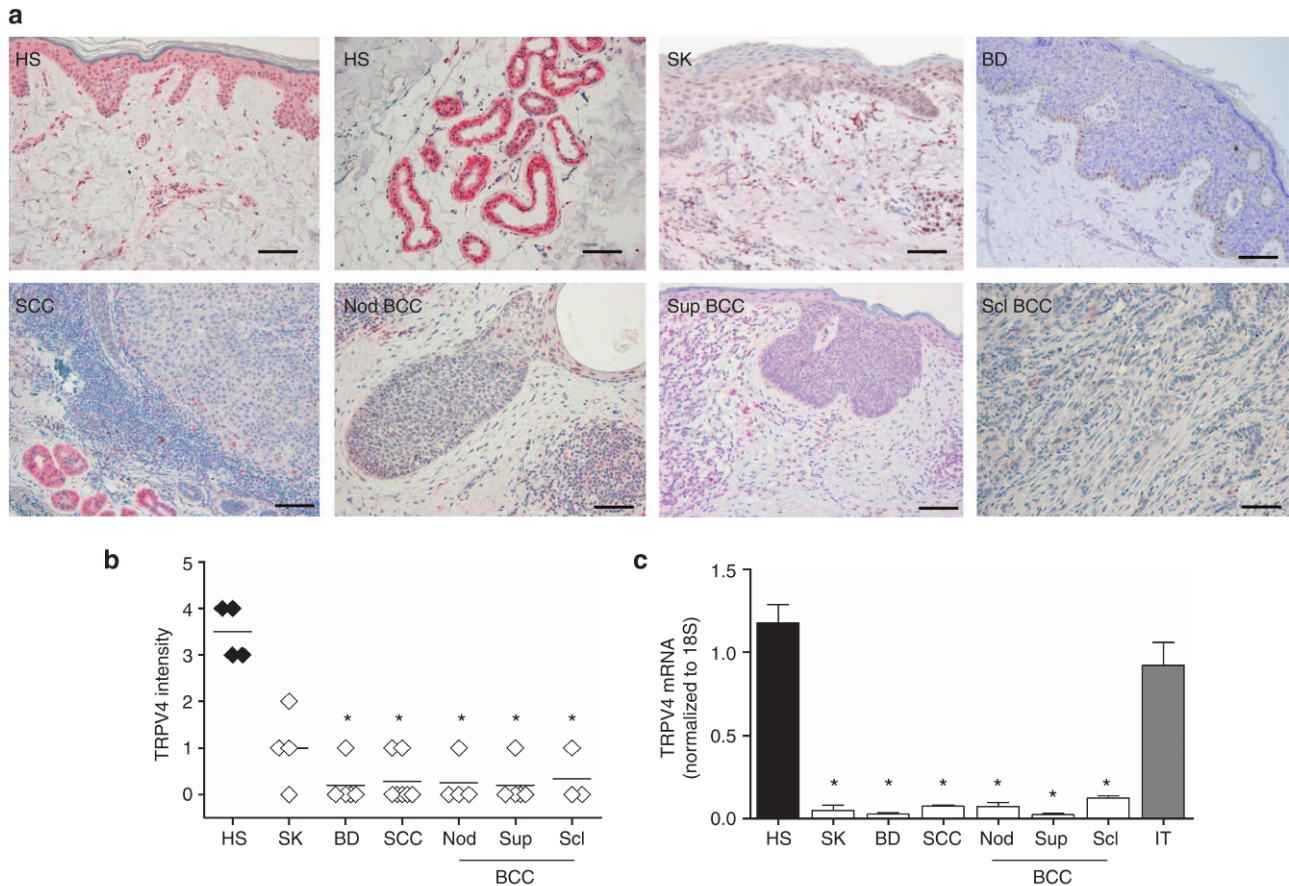 a
HS
HS
SK
BD
SCC
Nod BCC
Sup BCC
Scl BCC
b
TRPV4 intensity
5
4
3
2
1
0
* * * * *
HS SK BD SCC Nod Sup Scl
BCC
c
TRPV4 mRNA
(normalized to 18S)
1.5
1.0
0.5
0.0
* * * * * *
HS SK BD SCC Nod Sup Scl IT
BCC